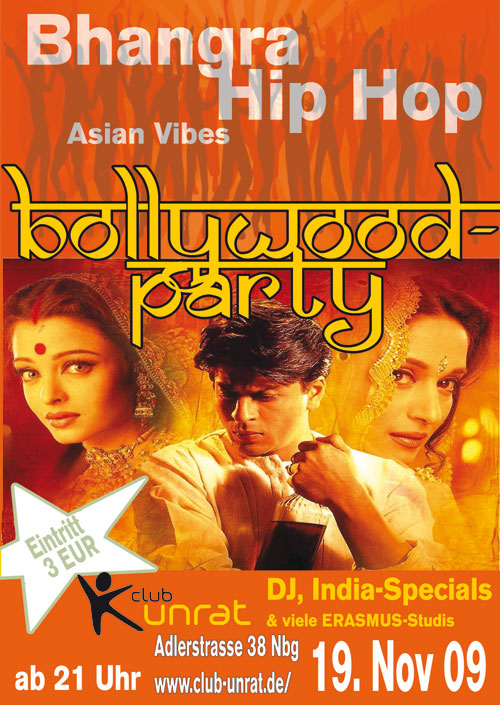 Bhangra
Hip Hop
Asian Vibes
bollywood-
party
Eintritt
3 EUR
club
unrat
DJ, India-Specials
& viele ERASMUS-Studis
Adlerstrasse 38 Nbg
ab 21 Uhr
www.club-unrat.de/
19. Nov 09